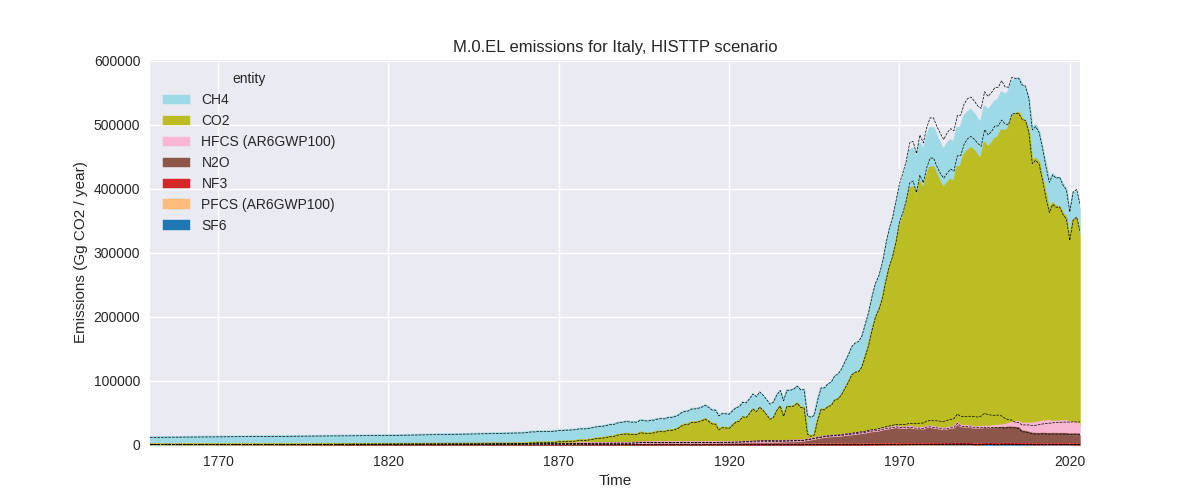 M.0.EL emissions for Italy, HISTTP scenario
600000
500000
400000
300000
200000
100000
0
Emissions (Gg CO2 / year)
entity
CH4
CO2
HFCS (AR6GWP100)
N2O
NF3
PFCS (AR6GWP100)
SF6
1770
1820
1870
1920
1970
2020
Time